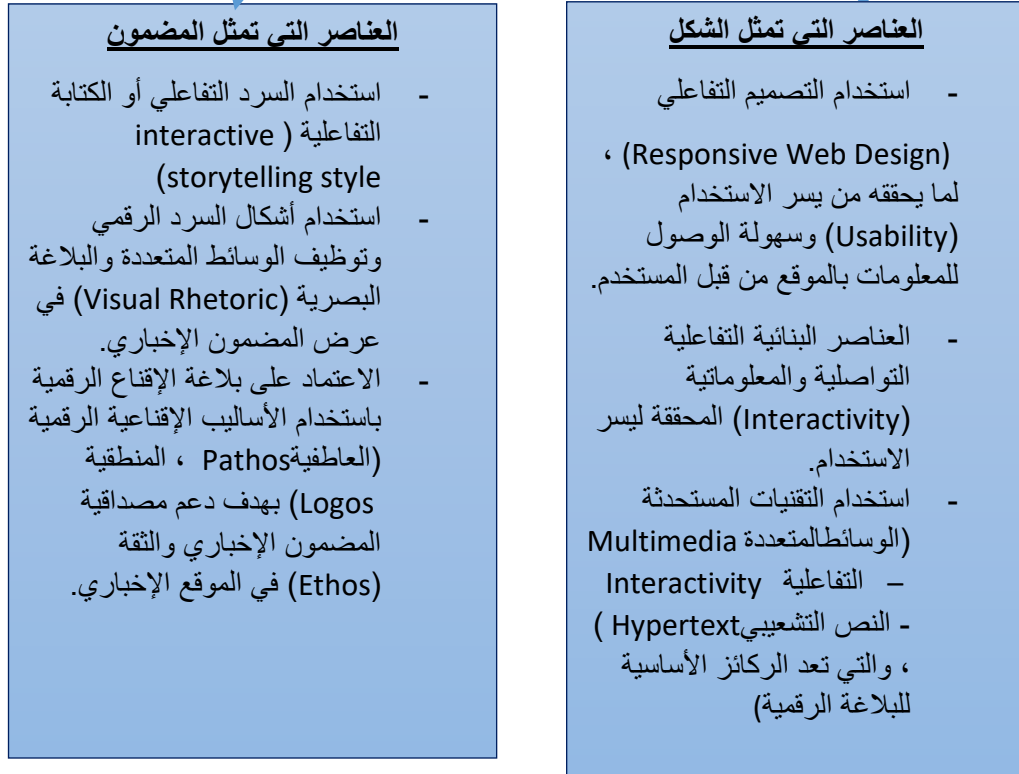 العناصر التي تمثل الشكل
- استخدام التصميم التفاعلي
(Responsive Web Design) ،
لما يحققه من يسر الاستخدام
(Usability) وسهولة الوصول
للمعلومات بالموقع من قبل المستخدم.
- العناصر البنائية التفاعلية
التواصلية والمعلوماتية
(Interactivity) المحققة ليسر
الاستخدام.
- استخدام التقنيات المستحدثة
(الوسائطالمتعددة Multimedia
– التفاعلية Interactivity
- النص التشعيبيHypertext )
، والتي تعد الركائز الأساسية
للبلاغة الرقمية)
العناصر التي تمثل المضمون
- استخدام السرد التفاعلي أو الكتابة
التفاعلية ( interactive
storytelling style)
- استخدام أشكال السرد الرقمي
وتوظيف الوسائط المتعددة والبلاغة
البصرية (Visual Rhetoric) في
عرض المضمون الإخباري.
- الاعتماد على بلاغة الإقناع الرقمية
باستخدام الأساليب الإقناعية الرقمية
(العاطفيةPathos ، المنطقية
Logos) بهدف دعم مصداقية
المضمون الإخباري والثقة
(Ethos) في الموقع الإخباري.